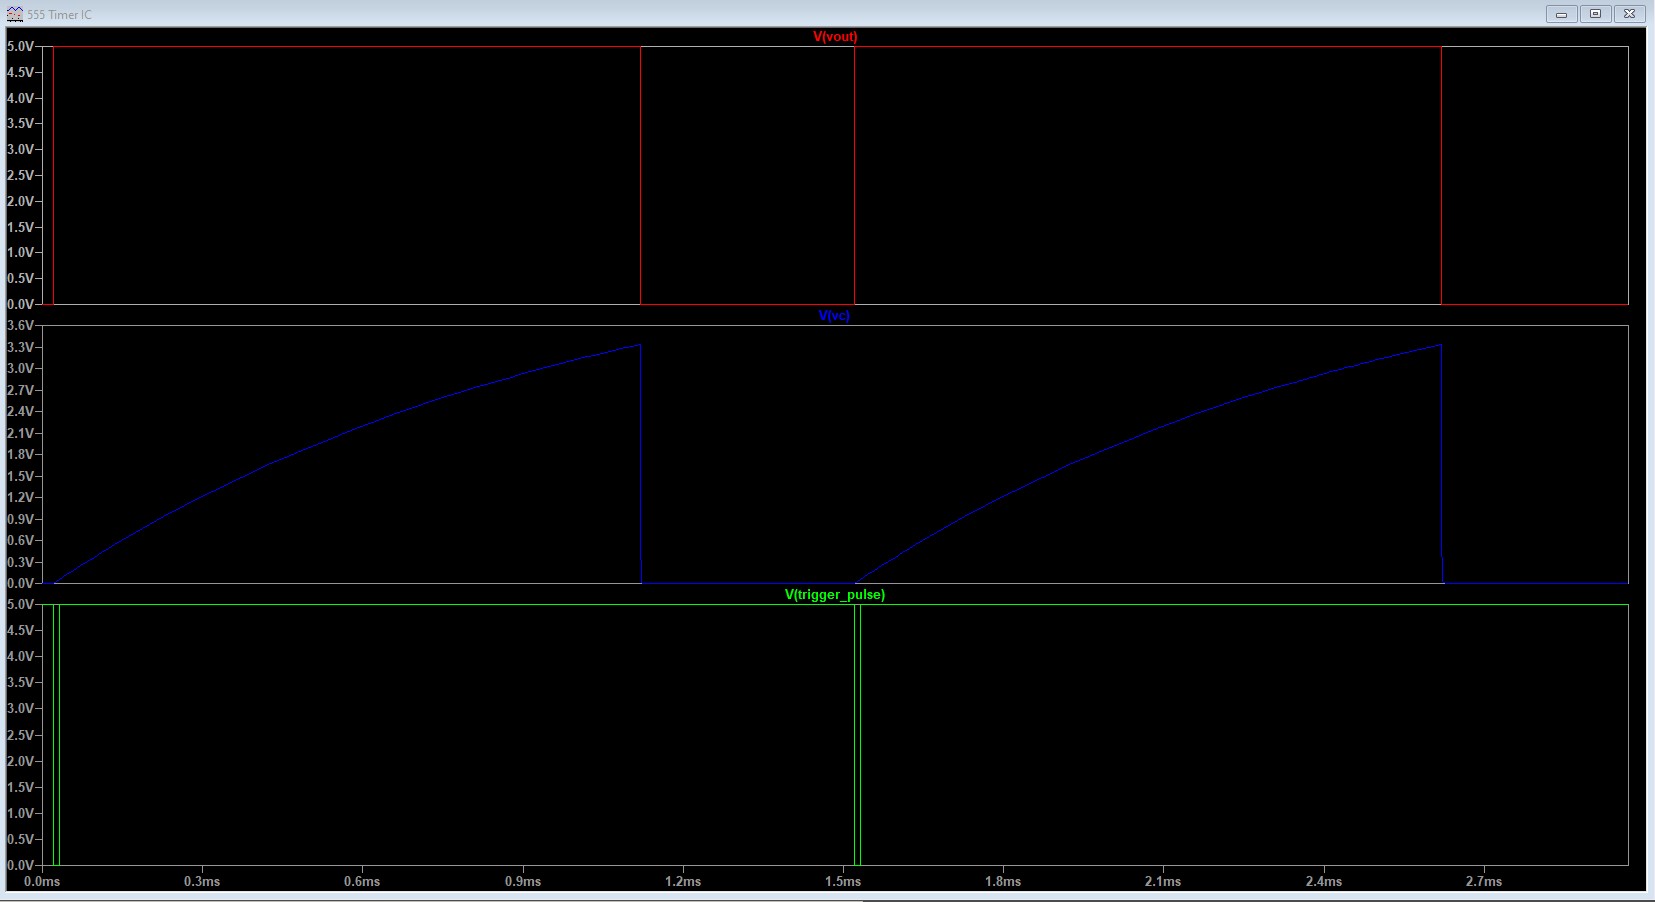 555 Timer IC
V(vout)
5.0V
4.5V
4.0V
3.5V
3.0V
2.5V
2.0V
1.5V
1.0V
0.5V
0.0V
V(vc)
3.6V
3.3V
3.0V
2.7V
2.4V
2.1V
1.8V
1.5V
1.2V
0.9V
0.6V
0.3V
0.0V
V(trigger_pulse)
5.0V
4.5V
4.0V
3.5V
3.0V
2.5V
2.0V
1.5V
1.0V
0.5V
0.0V
0.0ms 0.3ms 0.6ms 0.9ms 1.2ms 1.5ms 1.8ms 2.1ms 2.4ms 2.7ms